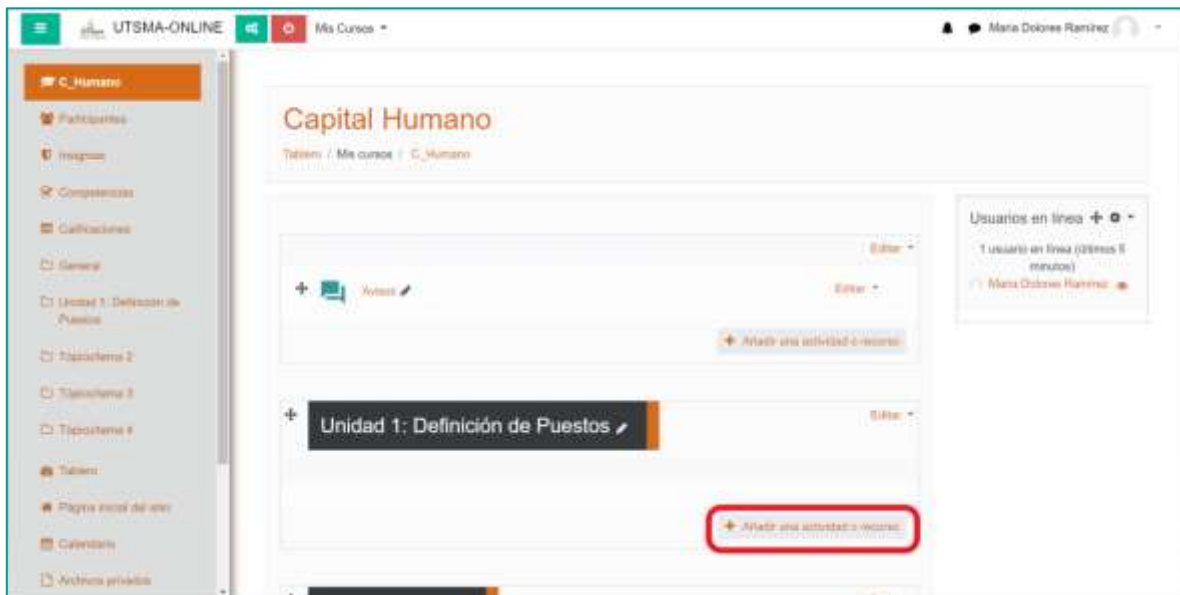 UTSMA-ONLINE
Mis Cursos
Maria Dolores Ramirez
C_Humano
Participantes
Insignias
Competencias
Calificaciones
General
Unidad 1: Definición de
Puestos
Tópico/tema 2
Tópico/tema 3
Tópico/tema 4
Tablero
Página inicial del sitio
Calendario
Archivos privados
Capital Humano
Tablero / Mis cursos / C_Humano
Editar
Avisos
Editar
Añadir una actividad o recurso
Unidad 1: Definición de Puestos
Editar
Añadir una actividad o recurso
Usuarios en línea
1 usuario en línea (últimos 5
minutos)
Maria Dolores Ramirez